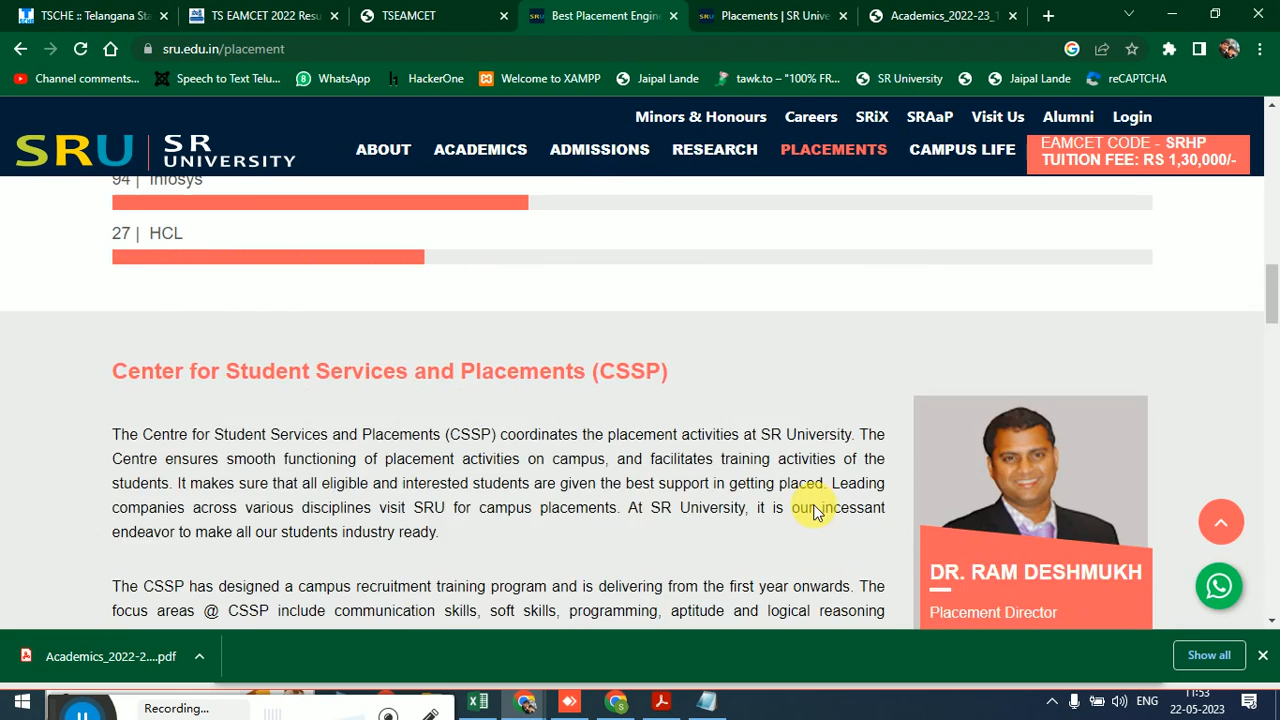 TSCHE :: Telangana Sta
TS EAMCET 2022 Resu
TSEAMCET
Best Placement Engine
Placements | SR Unive
Academics_2022-23_1
sru.edu.in/placement
Channel comments...
Speech to Text Telu...
WhatsApp
HackerOne
Welcome to XAMPP
Jaipal Lande
tawk.to – "100% FR...
SR University
Jaipal Lande
reCAPTCHA
Minors & Honours
Careers
SRiX
SRAaP
Visit Us
Alumni
Login
SRU
SR
UNIVERSITY
ABOUT
ACADEMICS
ADMISSIONS
RESEARCH
PLACEMENTS
CAMPUS LIFE
EAMCET CODE - SRHP
TUITION FEE: RS 1,30,000/-
94 | Infosys
27 | HCL
Center for Student Services and Placements (CSSP)
The Centre for Student Services and Placements (CSSP) coordinates the placement activities at SR University. The
Centre ensures smooth functioning of placement activities on campus, and facilitates training activities of the
students. It makes sure that all eligible and interested students are given the best support in getting placed. Leading
companies across various disciplines visit SRU for campus placements. At SR University, it is our incessant
endeavor to make all our students industry ready.
The CSSP has designed a campus recruitment training program and is delivering from the first year onwards. The
focus areas @ CSSP include communication skills, soft skills, programming, aptitude and logical reasoning
DR. RAM DESHMUKH
Placement Director
Academics_2022-2....pdf
Show all
Recording...
ENG
11:53
22-05-2023